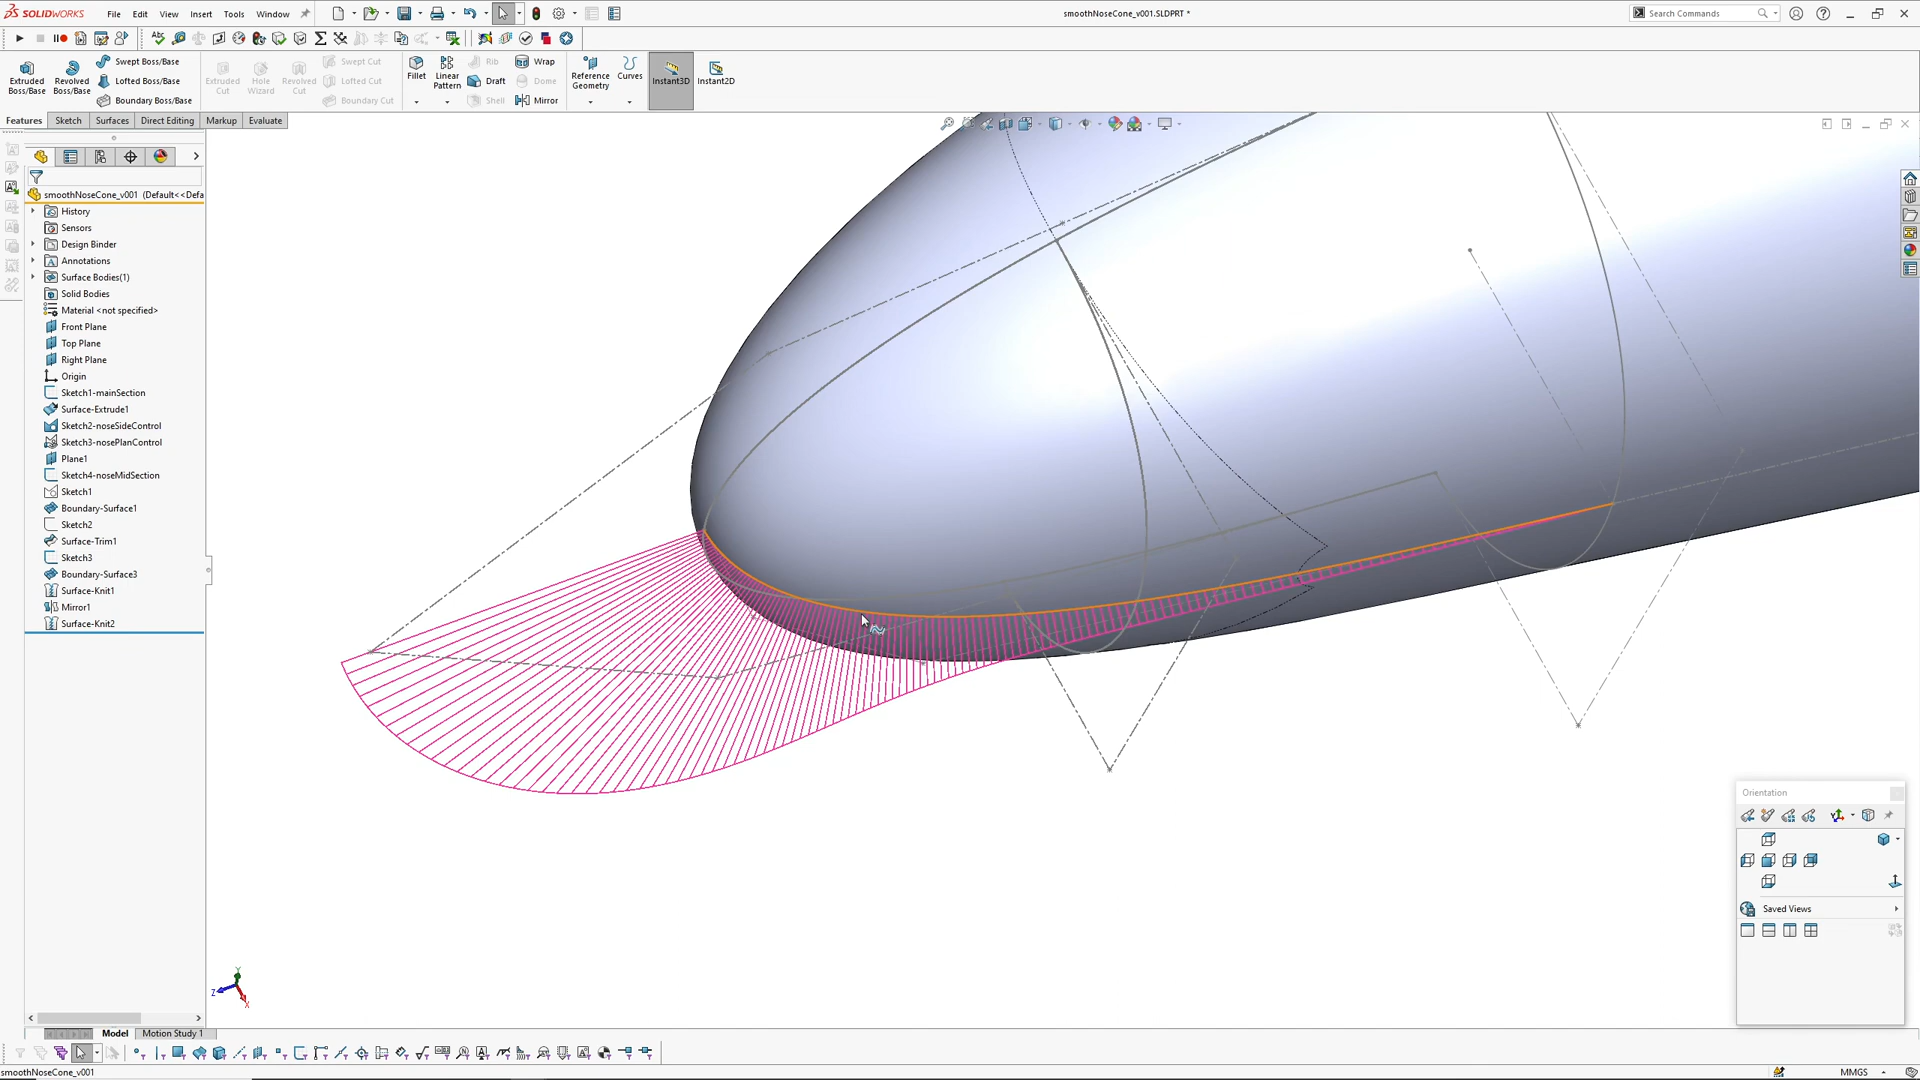 SOLIDWORKS File Edit View Insert Tools Window smoothNoseCone_v001.SLDPRT * Search Commands
Extruded Boss/Base
Revolved Boss/Base
Swept Boss/Base
Lofted Boss/Base
Boundary Boss/Base
Extruded Cut
Hole Wizard
Revolved Cut
Swept Cut
Lofted Cut
Boundary Cut
Fillet
Linear Pattern
Rib
Draft
Shell
Wrap
Dome
Mirror
Reference Geometry
Curves
Instant3D
Instant2D
Features Sketch Surfaces Direct Editing Markup Evaluate
smoothNoseCone_v001 (Default<<Defa
History
Sensors
Design Binder
Annotations
Surface Bodies(1)
Solid Bodies
Material <not specified>
Front Plane
Top Plane
Right Plane
Origin
Sketch1-mainSection
Surface-Extrude1
Sketch2-noseSideControl
Sketch3-nosePlanControl
Plane1
Sketch4-noseMidSection
Sketch1
Boundary-Surface1
Sketch2
Surface-Trim1
Sketch3
Boundary-Surface3
Surface-Knit1
Mirror1
Surface-Knit2
Orientation
Saved Views
Y
Z
X
Model Motion Study 1
smoothNoseCone_v001 MMGS